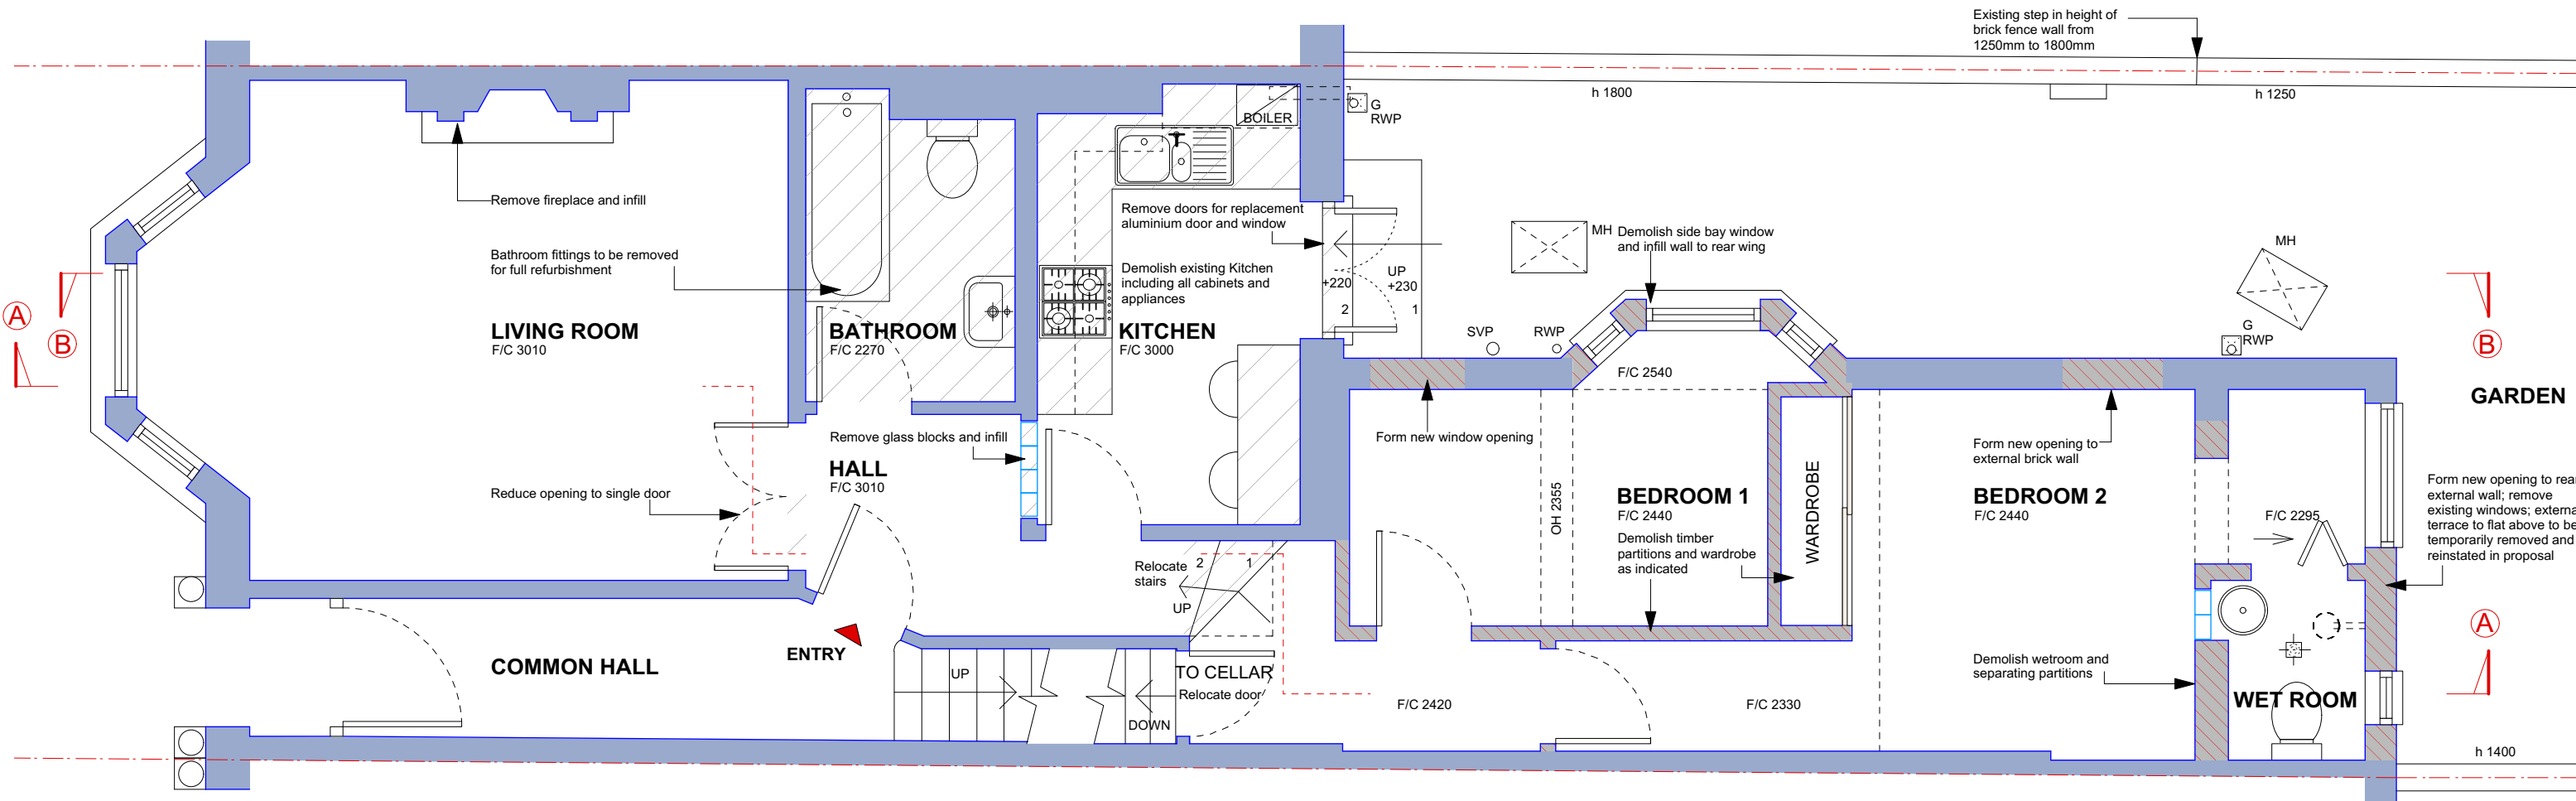 Existing step in height of
brick fence wall from
1250mm to 1800mm
h 1800
h 1250
G
RWP
BOILER
Remove fireplace and infill
Remove doors for replacement
aluminium door and window
Bathroom fittings to be removed
for full refurbishment
Demolish existing Kitchen
including all cabinets and
appliances
+220
2
UP
+230
1
MH
Demolish side bay window
and infill wall to rear wing
MH
SVP
RWP
G
RWP
A
B
LIVING ROOM
F/C 3010
BATHROOM
F/C 2270
KITCHEN
F/C 3000
F/C 2540
B
GARDEN
Remove glass blocks and infill
Form new window opening
Form new opening to
external brick wall
HALL
F/C 3010
Reduce opening to single door
OH 2355
BEDROOM 1
F/C 2440
Demolish timber
partitions and wardrobe
as indicated
WARDROBE
BEDROOM 2
F/C 2440
F/C 2295
Form new opening to rear
external wall; remove
existing windows; externa
terrace to flat above to be
temporarily removed and
reinstated in proposal
Relocate
stairs
2
1
UP
A
ENTRY
COMMON HALL
UP
DOWN
TO CELLAR
Relocate door
F/C 2420
F/C 2330
Demolish wetroom and
separating partitions
WET ROOM
h 1400